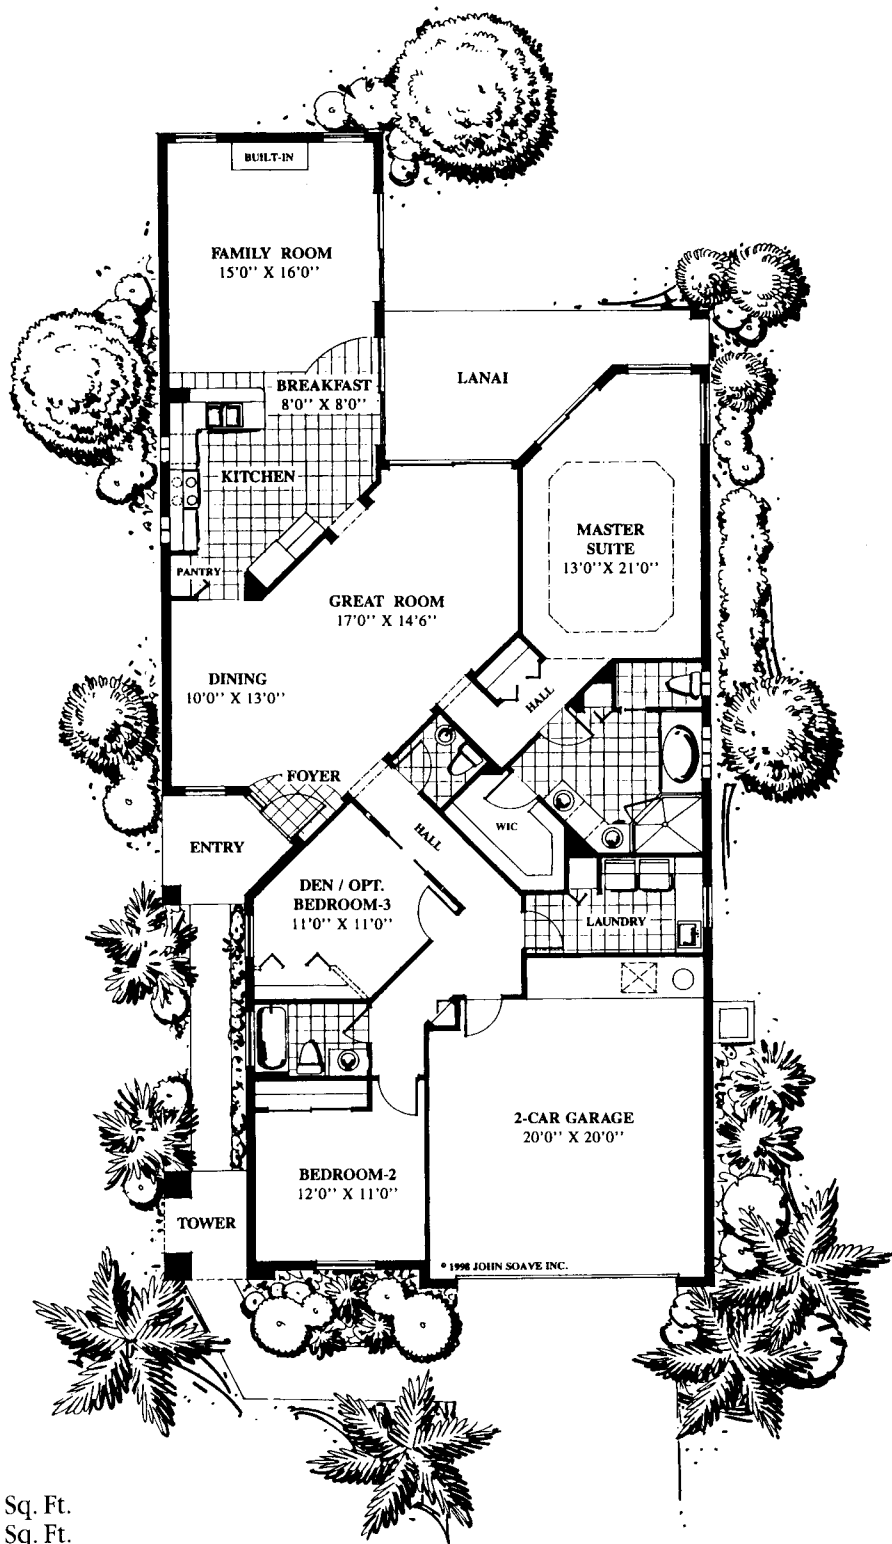 BUILT-IN
FAMILY ROOM
15'0'' X 16'0''
BREAKFAST
8'0'' X 8'0''
LANAI
KITCHEN
MASTER
SUITE
13'0'' X 21'0''
PANTRY
GREAT ROOM
17'0'' X 14'6''
DINING
10'0'' X 13'0''
HALL
FOYER
ENTRY
HALL
WIC
DEN / OPT.
BEDROOM-3
11'0'' X 11'0''
LAUNDRY
2-CAR GARAGE
20'0'' X 20'0''
BEDROOM-2
12'0'' X 11'0''
TOWER
© 1998 JOHN SOAVE INC.
Sq. Ft.
Sq. Ft.